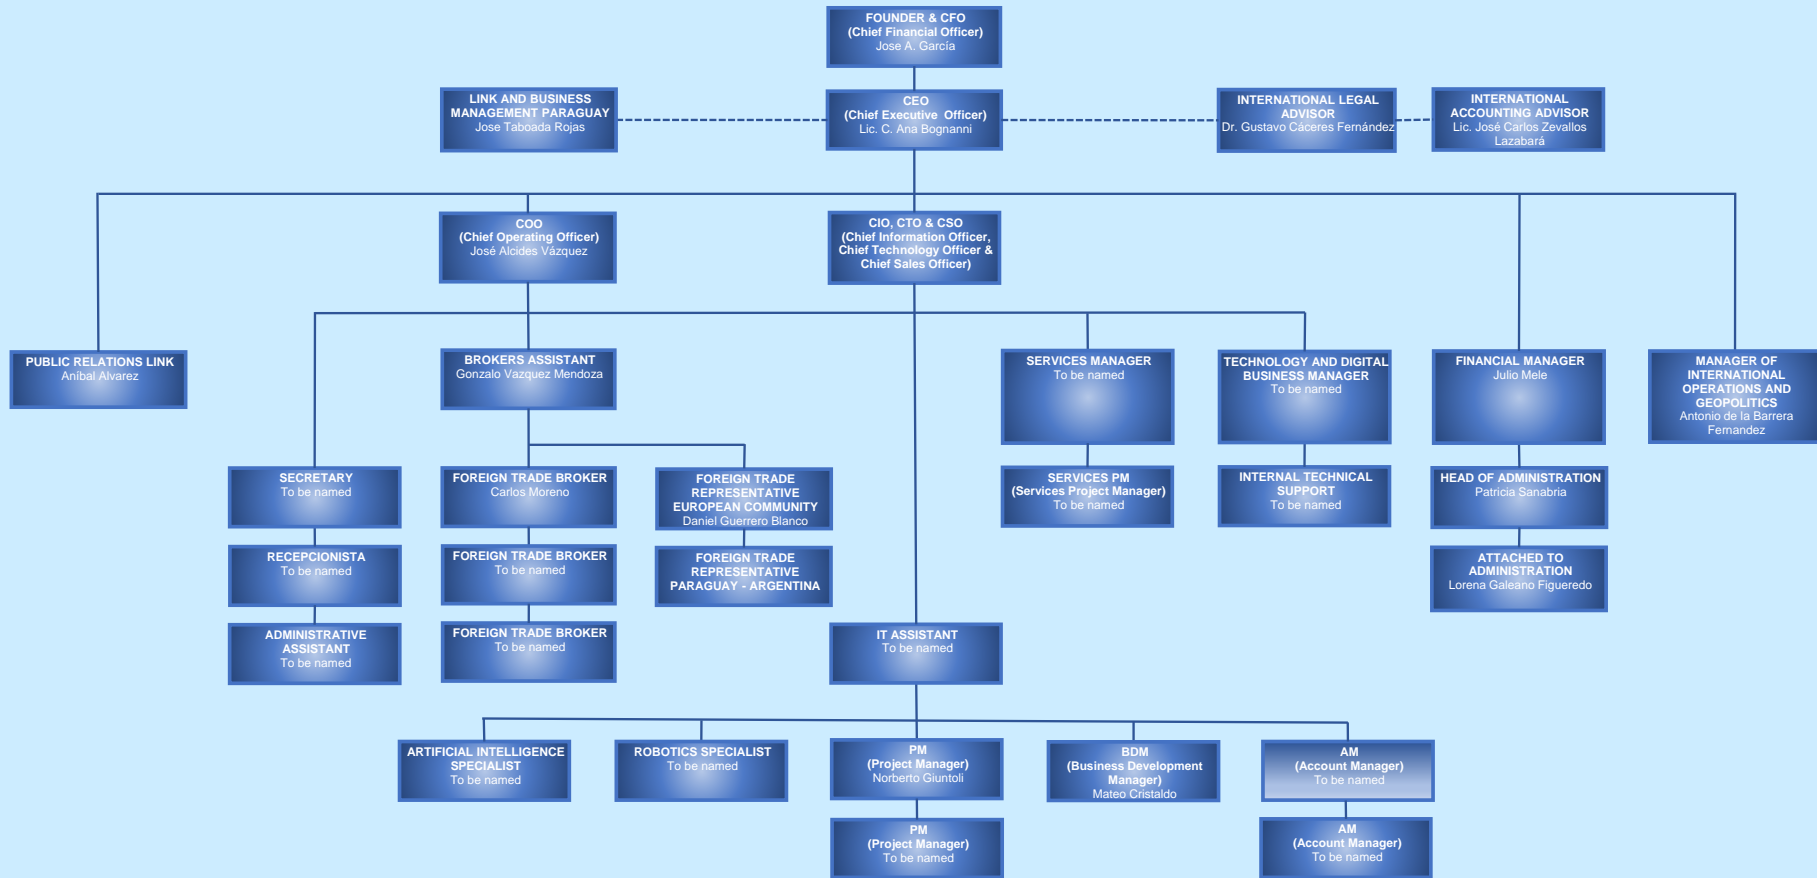 FOUNDER & CFO
(Chief Financial Officer)
Jose A. García
LINK AND BUSINESS
MANAGEMENT PARAGUAY
Jose Taboada Rojas
CEO
(Chief Executive Officer)
Lic. C. Ana Bognanni
INTERNATIONAL LEGAL
ADVISOR
Dr. Gustavo Cáceres Fernández
INTERNATIONAL
ACCOUNTING ADVISOR
Lic. José Carlos Zevallos
Lazabará
COO
(Chief Operating Officer)
José Alcides Vázquez
CIO, CTO & CSO
(Chief Information Officer,
Chief Technology Officer &
Chief Sales Officer)
PUBLIC RELATIONS LINK
Aníbal Alvarez
BROKERS ASSISTANT
Gonzalo Vazquez Mendoza
SERVICES MANAGER
To be named
TECHNOLOGY AND DIGITAL
BUSINESS MANAGER
To be named
FINANCIAL MANAGER
Julio Mele
MANAGER OF
INTERNATIONAL
OPERATIONS AND
GEOPOLITICS
Antonio de la Barrera
Fernandez
SECRETARY
To be named
FOREIGN TRADE BROKER
Carlos Moreno
FOREIGN TRADE
REPRESENTATIVE
EUROPEAN COMMUNITY
Daniel Guerrero Blanco
SERVICES PM
(Services Project Manager)
To be named
INTERNAL TECHNICAL
SUPPORT
To be named
HEAD OF ADMINISTRATION
Patricia Sanabria
RECEPCIONISTA
To be named
FOREIGN TRADE BROKER
To be named
FOREIGN TRADE
REPRESENTATIVE
PARAGUAY - ARGENTINA
ATTACHED TO
ADMINISTRATION
Lorena Galeano Figueredo
ADMINISTRATIVE
ASSISTANT
To be named
FOREIGN TRADE BROKER
To be named
IT ASSISTANT
To be named
ARTIFICIAL INTELLIGENCE
SPECIALIST
To be named
ROBOTICS SPECIALIST
To be named
PM
(Project Manager)
Norberto Giuntoli
BDM
(Business Development
Manager)
Mateo Cristaldo
AM
(Account Manager)
To be named
PM
(Project Manager)
To be named
AM
(Account Manager)
To be named